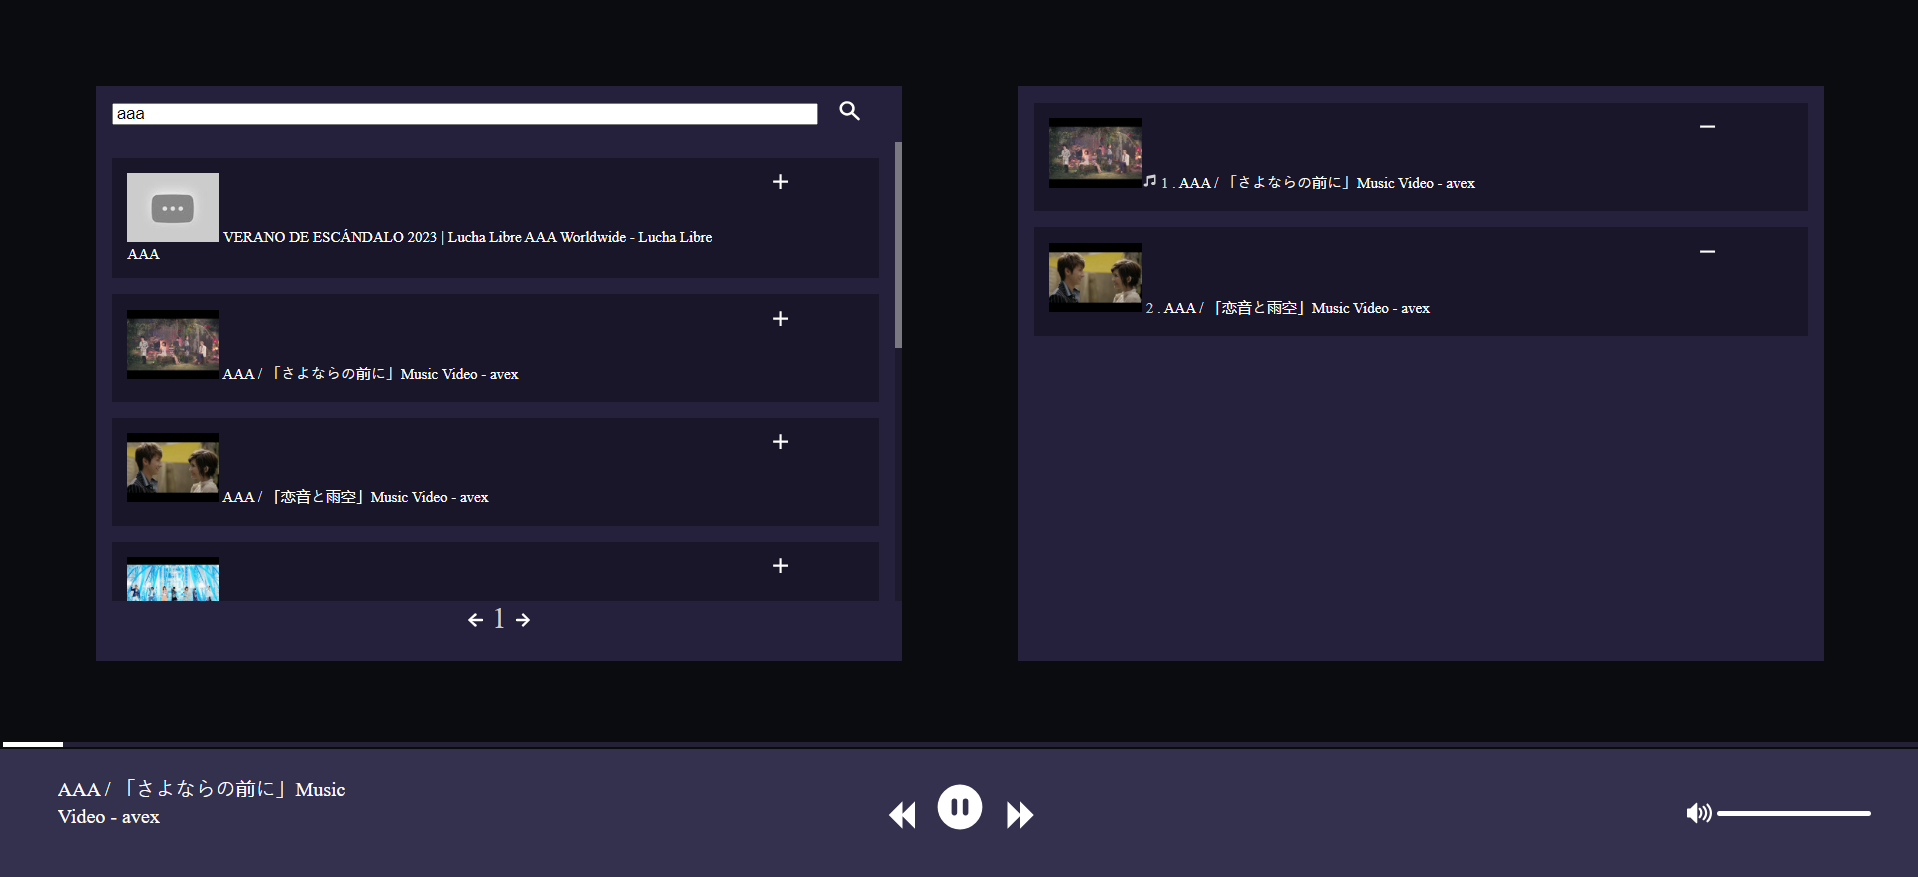 aaa
VERANO DE ESCÁNDALO 2023 | Lucha Libre AAA Worldwide - Lucha Libre
AAA
AAA / 「さよならの前に」Music Video - avex
AAA / 「恋音と雨空」Music Video - avex
1
1 . AAA / 「さよならの前に」Music Video - avex
2 . AAA / 「恋音と雨空」Music Video - avex
AAA / 「さよならの前に」Music
Video - avex